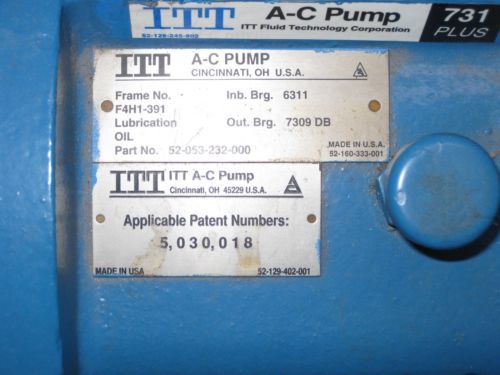 ITT A-C Pump 731
ITT Fluid Technology Corporation PLUS
52-129-245-002
ITT A-C PUMP
CINCINNATI, OH U.S.A.
Frame No. Inb. Brg. 6311
F4H1-391
Lubrication Out. Brg. 7309 DB
OIL MADE IN U.S.A.
Part No. 52-053-232-000 52-160-333-001
ITT ITT A-C Pump
Cincinnati, OH 45229 U.S.A.
Applicable Patent Numbers:
5,030,018
MADE IN USA 52-129-402-001